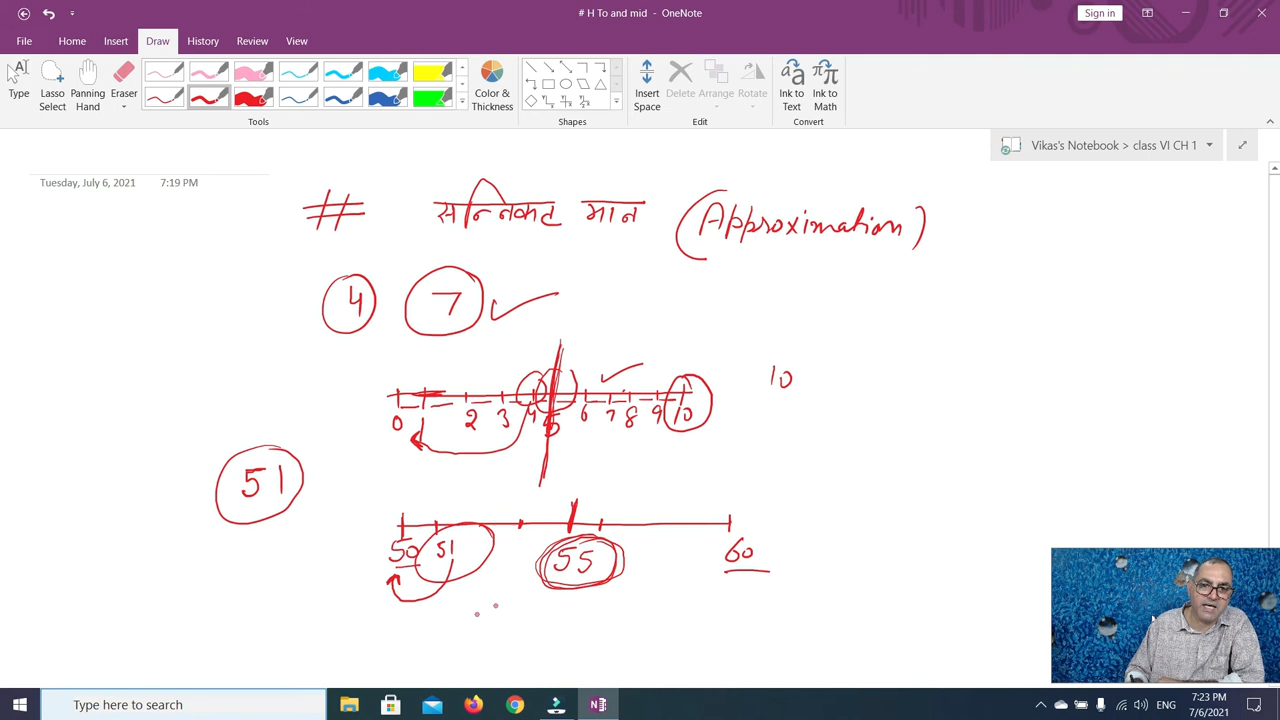 # H To and mid - OneNote
Sign in
File Home Insert Draw History Review View
Type Lasso Select Panning Hand Eraser Color & Thickness Insert Space Delete Arrange Rotate Ink to Text Ink to Math
Tools Shapes Edit Convert
Vikas's Notebook > class VI CH 1
Tuesday, July 6, 2021 7:19 PM
# सन्निकट मान (Approximation)
4 7
10
0 1 2 3 4 5 6 7 8 9 10
51
50 51 55 60
Type here to search
ENG
7:23 PM
7/6/2021